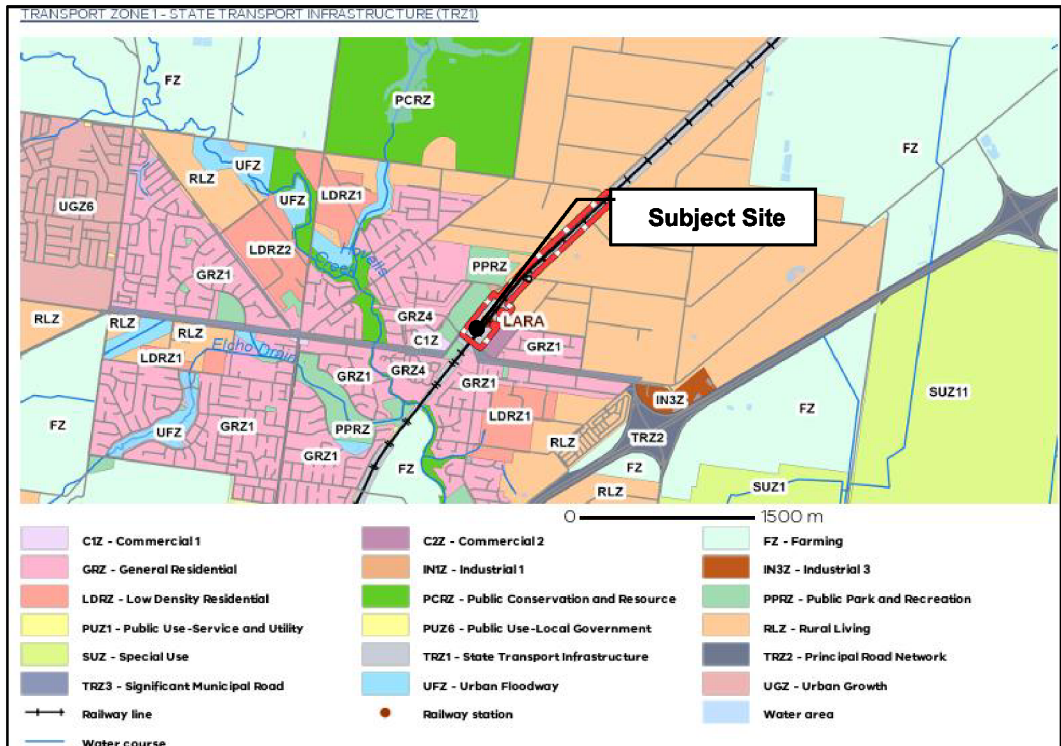 TRANSPORT ZONE 1 - STATE TRANSPORT INFRASTRUCTURE (TRZ1)
FZ
PCRZ
FZ
UFZ
RLZ
UFZ
LDRZ1
UGZ6
Subject Site
LDRZ2
Hovells
Creek
PPRZ
GRZ1
GRZ4
LARA
RLZ
RLZ
RLZ
C1Z
GRZ1
Elcho Drain
LDRZ1
GRZ1
GRZ4
GRZ1
IN3Z
SUZ11
LDRZ1
FZ
FZ
UFZ
GRZ1
PPRZ
RLZ
TRZ2
GRZ1
FZ
FZ
RLZ
SUZ1
0 1500 m
C1Z - Commercial 1
C2Z - Commercial 2
FZ - Farming
GRZ - General Residential
IN1Z - Industrial 1
IN3Z - Industrial 3
LDRZ - Low Density Residential
PCRZ - Public Conservation and Resource
PPRZ - Public Park and Recreation
PUZ1 - Public Use-Service and Utility
PUZ6 - Public Use-Local Government
RLZ - Rural Living
SUZ - Special Use
TRZ1 - State Transport Infrastructure
TRZ2 - Principal Road Network
TRZ3 - Significant Municipal Road
UFZ - Urban Floodway
UGZ - Urban Growth
Railway line
Railway station
Water area
Water course